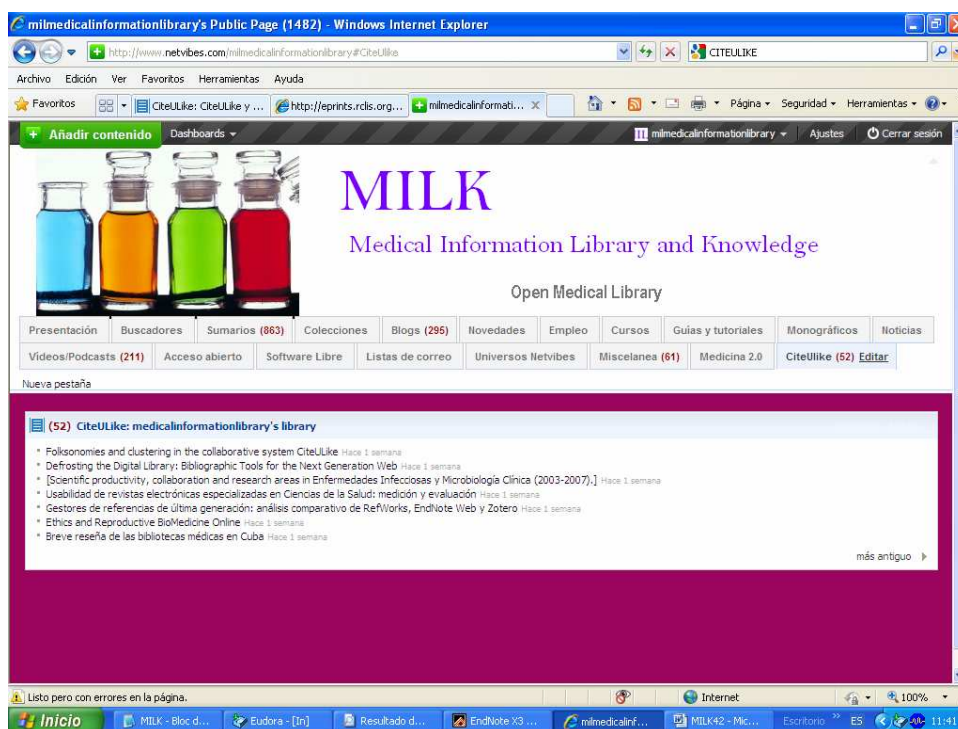 milmedicalinformationlibrary's Public Page (1482) - Windows Internet Explorer
http://www.netvibes.com/milmedicalinformationlibrary#CiteUlike CITEULIKE
Archivo Edición Ver Favoritos Herramientas Ayuda
Favoritos CiteULike: CiteULike y ... http://eprints.rclis.org... milmedicalinformati... Página Seguridad Herramientas
Añadir contenido Dashboards milmedicalinformationlibrary Ajustes Cerrar sesión
MILK
Medical Information Library and Knowledge
Open Medical Library
Presentación Buscadores Sumarios (863) Colecciones Blogs (295) Novedades Empleo Cursos Guías y tutoriales Monográficos Noticias
Videos/Podcasts (211) Acceso abierto Software Libre Listas de correo Universos Netvibes Miscelanea (61) Medicina 2.0 CiteUlike (52) Editar
Nueva pestaña
(52) CiteULike: medicalinformationlibrary's library
Folksonomies and clustering in the collaborative system CiteULike Hace 1 semana
Defrosting the Digital Library: Bibliographic Tools for the Next Generation Web Hace 1 semana
[Scientific productivity, collaboration and research areas in Enfermedades Infecciosas y Microbiología Clínica (2003-2007).] Hace 1 semana
Usabilidad de revistas electrónicas especializadas en Ciencias de la Salud: medición y evaluación Hace 1 semana
Gestores de referencias de última generación: análisis comparativo de RefWorks, EndNote Web y Zotero Hace 1 semana
Ethics and Reproductive BioMedicine Online Hace 1 semana
Breve reseña de las bibliotecas médicas en Cuba Hace 1 semana
más antiguo
Listo pero con errores en la página. Internet 100%
Inicio MILK - Bloc d... Eudora - [In] Resultado d... EndNote X3 ... milmedicalinf... MILK42 - Mic... Escritorio ES 11:41